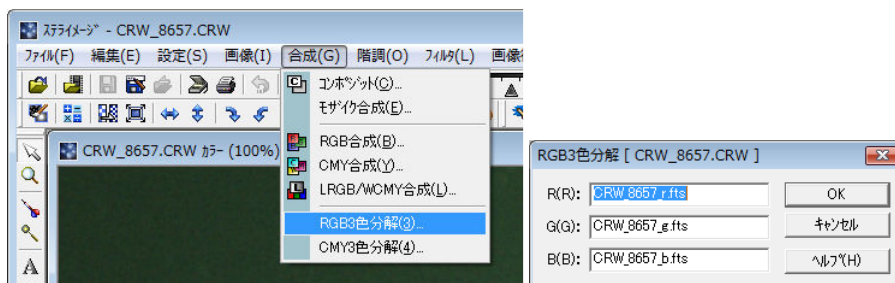 ステライメージ - CRW_8657.CRW
ファイル(F) 編集(E) 設定(S) 画像(I) 合成(G) 階調(O) フィルタ(L)
コンポジット(C)...
モザイク合成(E)...
RGB合成(B)...
CMY合成(Y)...
LRGB/WCMY合成(L)...
RGB3色分解(3)...
CMY3色分解(4)...
CRW_8657.CRW カラー (100%)
A
RGB3色分解 [ CRW_8657.CRW ]
R(R): CRW_8657_r.fts OK
G(G): CRW_8657_g.fts キャンセル
B(B): CRW_8657_b.fts ヘルプ(H)